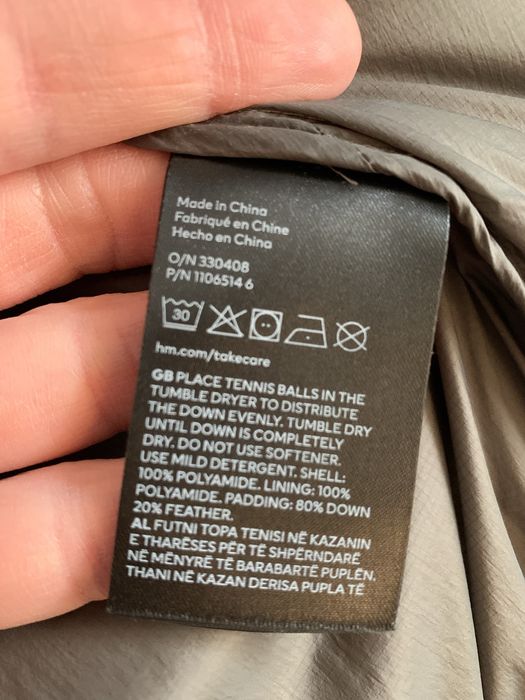 Made in China
Fabriqué en Chine
Hecho en China
O/N 330408
P/N 1106514 6
30
hm.com/takecare
GB PLACE TENNIS BALLS IN THE
TUMBLE DRYER TO DISTRIBUTE
THE DOWN EVENLY. TUMBLE DRY
UNTIL DOWN IS COMPLETELY
DRY. DO NOT USE SOFTENER.
USE MILD DETERGENT. SHELL:
100% POLYAMIDE. LINING: 100%
POLYAMIDE. PADDING: 80% DOWN
20% FEATHER.
AL FUTNI TOPA TENISI NË KAZANIN
E THARËSES PËR TË SHPËRNDARË
NË MËNYRË TË BARABARTË PUPLËN.
THANI NË KAZAN DERISA PUPLA TË